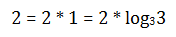 2 = 2 * 1 = 2 * log₃3